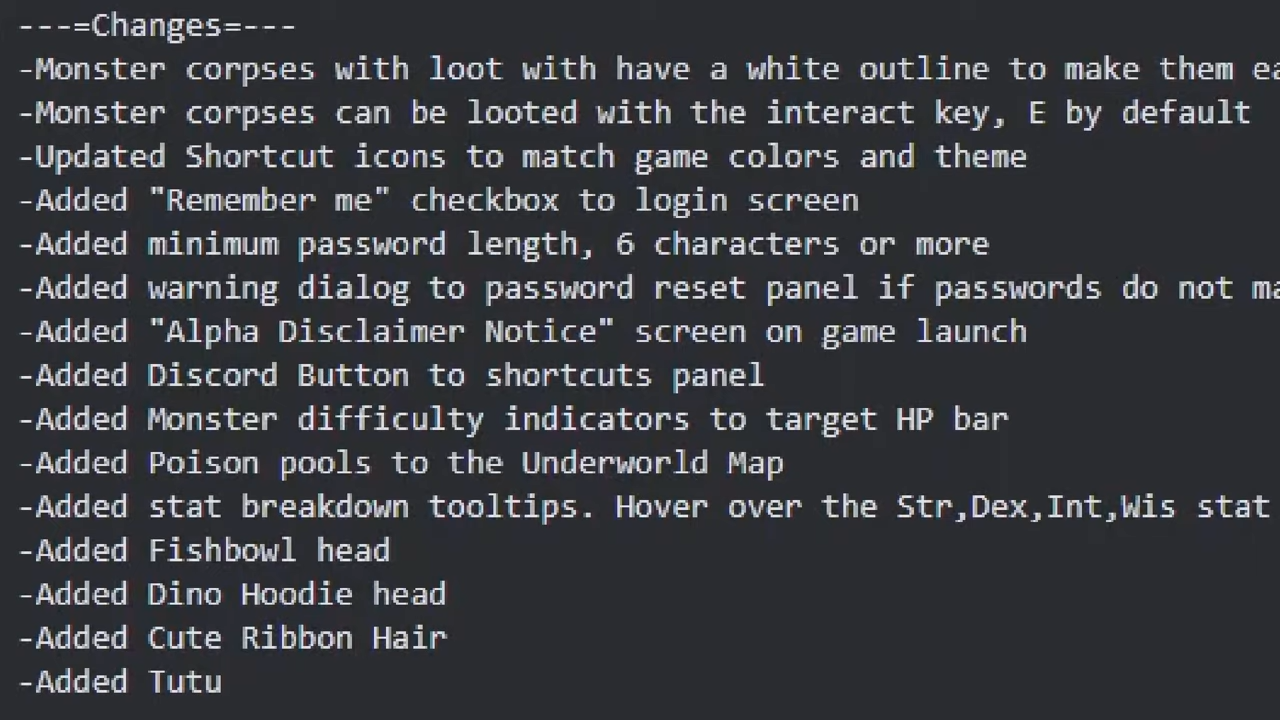 ---=Changes=---
-Monster corpses with loot with have a white outline to make them
-Monster corpses can be looted with the interact key, E by default
-Updated Shortcut icons to match game colors and theme
-Added "Remember me" checkbox to login screen
-Added minimum password length, 6 characters or more
-Added warning dialog to password reset panel if passwords do not
-Added "Alpha Disclaimer Notice" screen on game launch
-Added Discord Button to shortcuts panel
-Added Monster difficulty indicators to target HP bar
-Added Poison pools to the Underworld Map
-Added stat breakdown tooltips. Hover over the Str,Dex,Int,Wis stat
-Added Fishbowl head
-Added Dino Hoodie head
-Added Cute Ribbon Hair
-Added Tutu